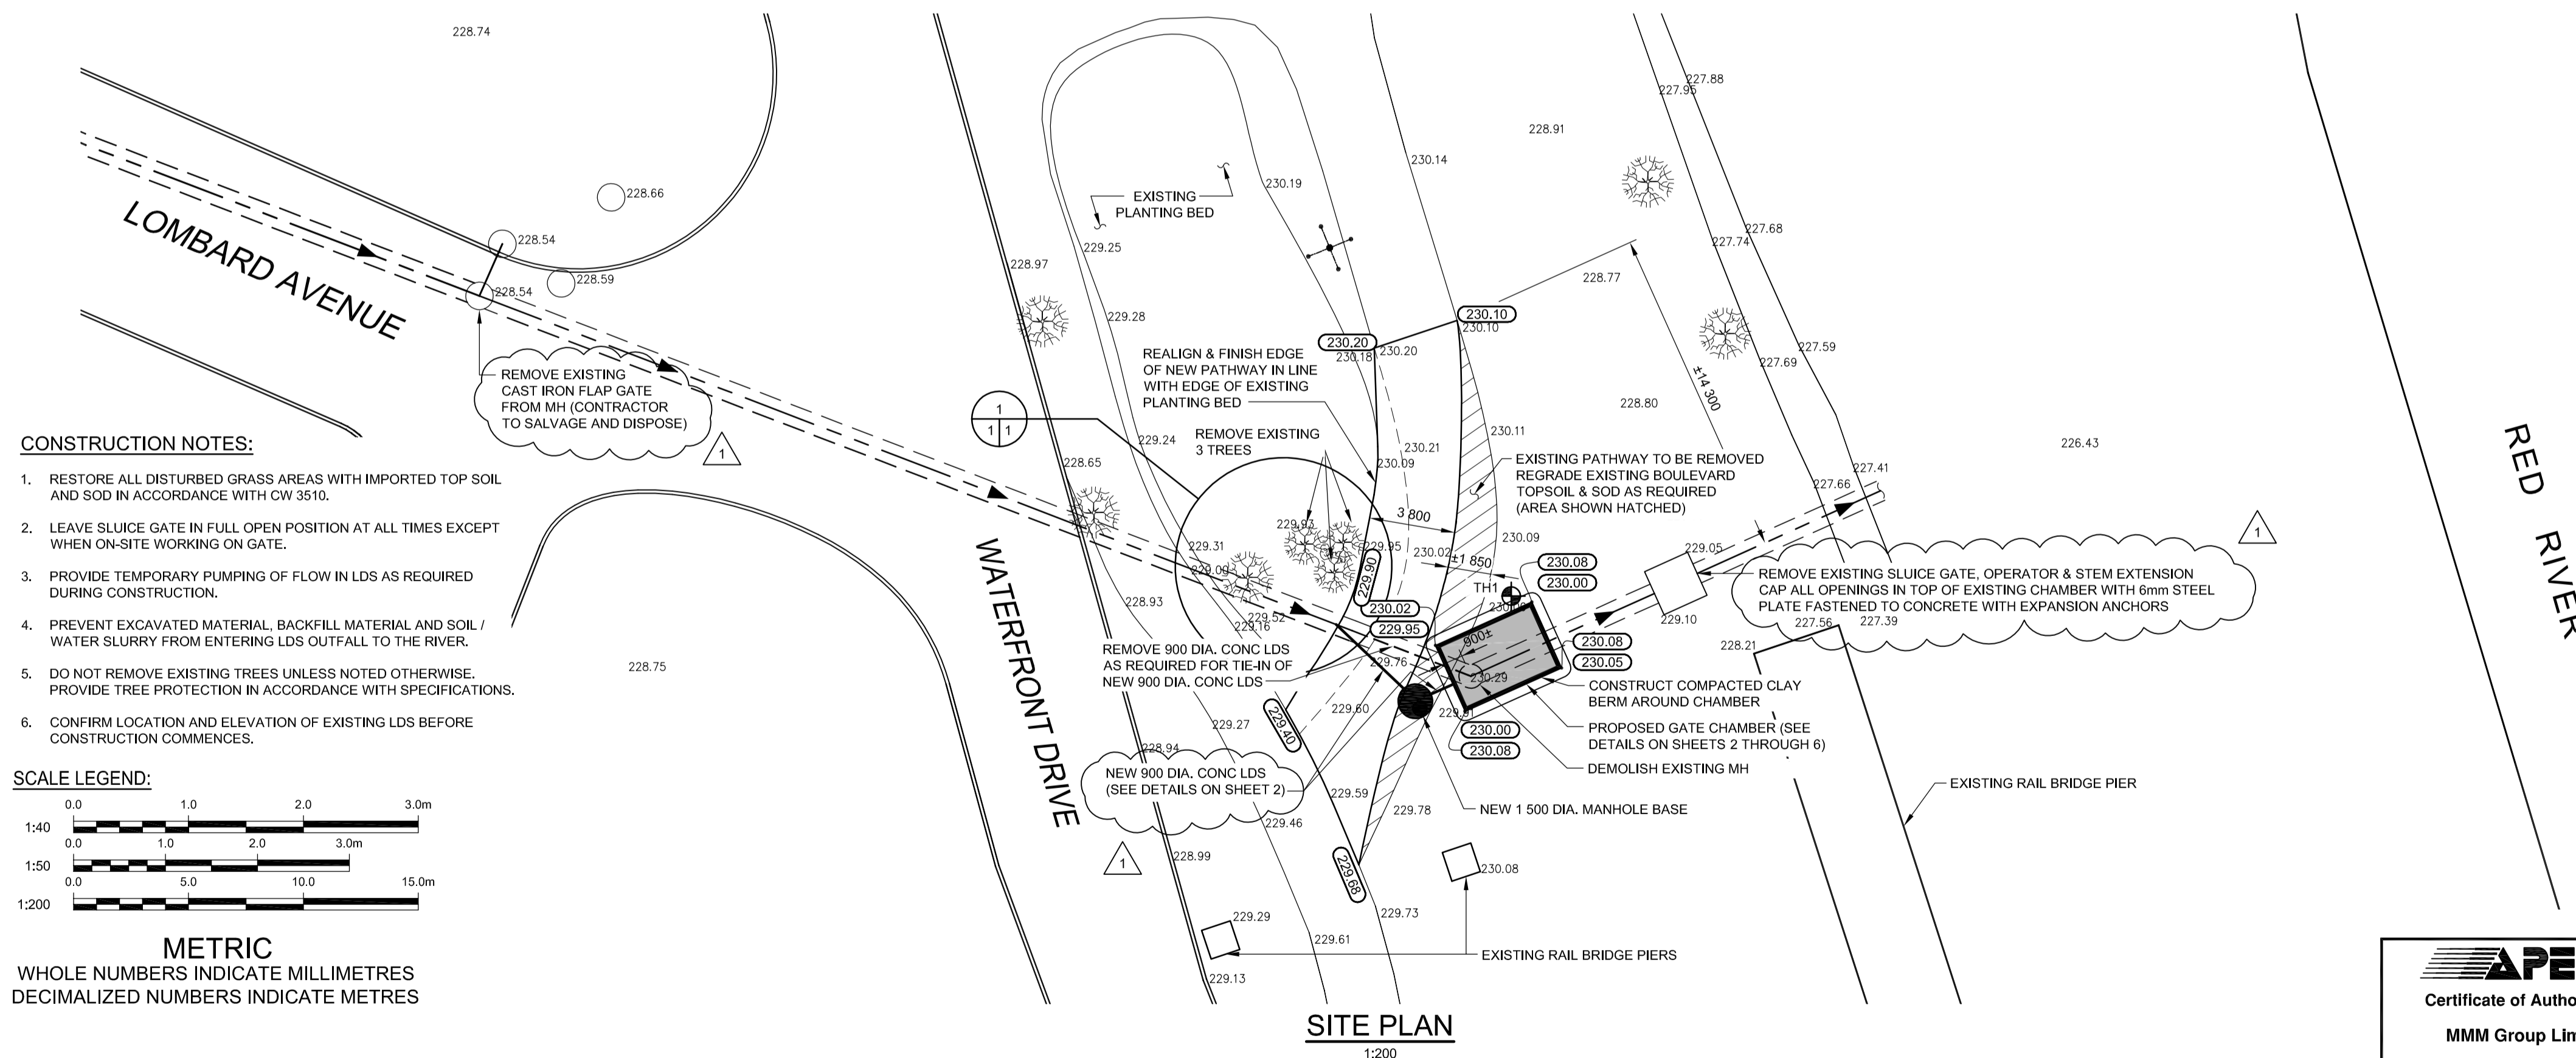 228.74
228.66
228.54
228.59
228.54
LOMBARD AVENUE
REMOVE EXISTING
CAST IRON FLAP GATE
FROM MH (CONTRACTOR
TO SALVAGE AND DISPOSE)
1
CONSTRUCTION NOTES:
1. RESTORE ALL DISTURBED GRASS AREAS WITH IMPORTED TOP SOIL
AND SOD IN ACCORDANCE WITH CW 3510.
2. LEAVE SLUICE GATE IN FULL OPEN POSITION AT ALL TIMES EXCEPT
WHEN ON-SITE WORKING ON GATE.
3. PROVIDE TEMPORARY PUMPING OF FLOW IN LDS AS REQUIRED
DURING CONSTRUCTION.
4. PREVENT EXCAVATED MATERIAL, BACKFILL MATERIAL AND SOIL /
WATER SLURRY FROM ENTERING LDS OUTFALL TO THE RIVER.
5. DO NOT REMOVE EXISTING TREES UNLESS NOTED OTHERWISE.
PROVIDE TREE PROTECTION IN ACCORDANCE WITH SPECIFICATIONS.
6. CONFIRM LOCATION AND ELEVATION OF EXISTING LDS BEFORE
CONSTRUCTION COMMENCES.
228.75
SCALE LEGEND:
0.0 1.0 2.0 3.0m
1:40
0.0 1.0 2.0 3.0m
1:50
0.0 5.0 10.0 15.0m
1:200
METRIC
WHOLE NUMBERS INDICATE MILLIMETRES
DECIMALIZED NUMBERS INDICATE METRES
EXISTING
PLANTING BED
230.19
230.14
228.91
227.88
227.95
229.25
228.97
227.68
227.74
228.77
229.28
230.10
230.10
230.20
230.18
230.20
227.59
227.69
±14 300
228.80
REALIGN & FINISH EDGE
OF NEW PATHWAY IN LINE
WITH EDGE OF EXISTING
PLANTING BED
1
1 1
229.24
REMOVE EXISTING
3 TREES
230.21
230.11
230.09
228.65
226.43
227.41
227.66
EXISTING PATHWAY TO BE REMOVED
REGRADE EXISTING BOULEVARD
TOPSOIL & SOD AS REQUIRED
(AREA SHOWN HATCHED)
3 800
229.93
229.95
230.02
230.09
±1 850
229.31
229.09
229.90
230.08
230.00
TH1
229.05
229.10
REMOVE EXISTING SLUICE GATE, OPERATOR & STEM EXTENSION
CAP ALL OPENINGS IN TOP OF EXISTING CHAMBER WITH 6mm STEEL
PLATE FASTENED TO CONCRETE WITH EXPANSION ANCHORS
1
227.56
227.39
228.21
WATERFRONT DRIVE
228.93
229.52
229.16
230.02
229.95
900±
230.08
230.05
REMOVE 900 DIA. CONC LDS
AS REQUIRED FOR TIE-IN OF
NEW 900 DIA. CONC LDS
229.76
230.29
CONSTRUCT COMPACTED CLAY
BERM AROUND CHAMBER
229.27
229.40
229.60
229.91
230.00
230.08
PROPOSED GATE CHAMBER (SEE
DETAILS ON SHEETS 2 THROUGH 6)
DEMOLISH EXISTING MH
228.94
NEW 900 DIA. CONC LDS
(SEE DETAILS ON SHEET 2)
1
229.59
229.78
229.46
NEW 1 500 DIA. MANHOLE BASE
EXISTING RAIL BRIDGE PIER
228.99
229.68
230.08
229.29
229.73
229.61
229.13
EXISTING RAIL BRIDGE PIERS
RED RIVER
SITE PLAN
1:200
Certificate of
MMM Group